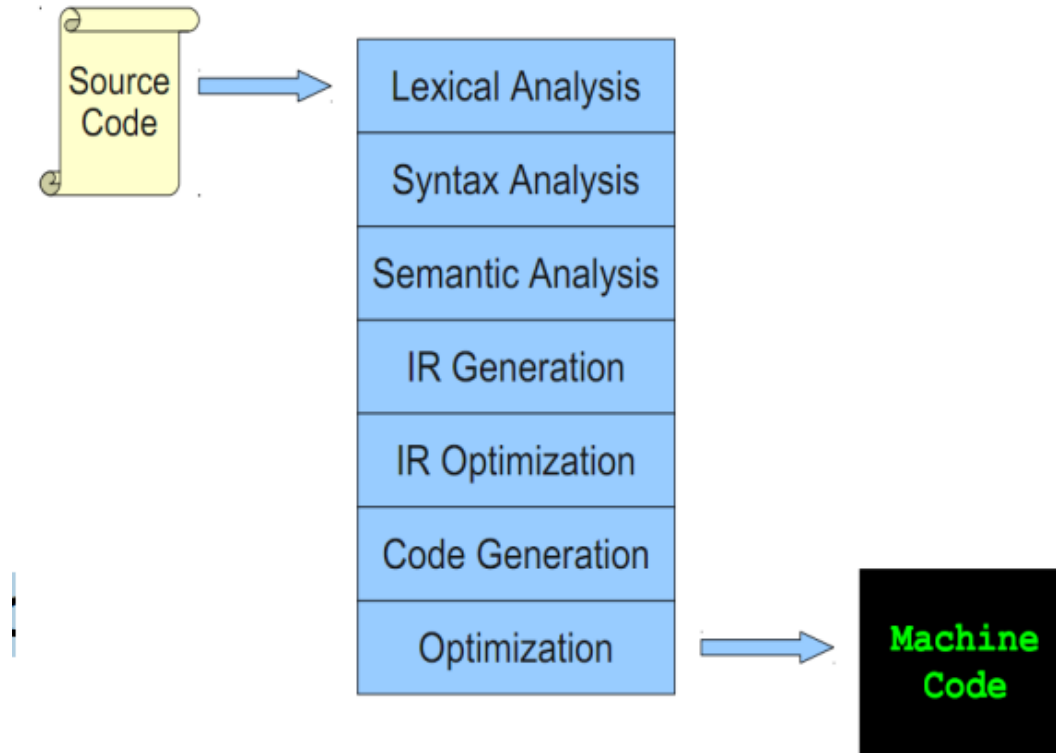 Source
Code
Lexical Analysis
Syntax Analysis
Semantic Analysis
IR Generation
IR Optimization
Code Generation
Optimization
Machine
Code